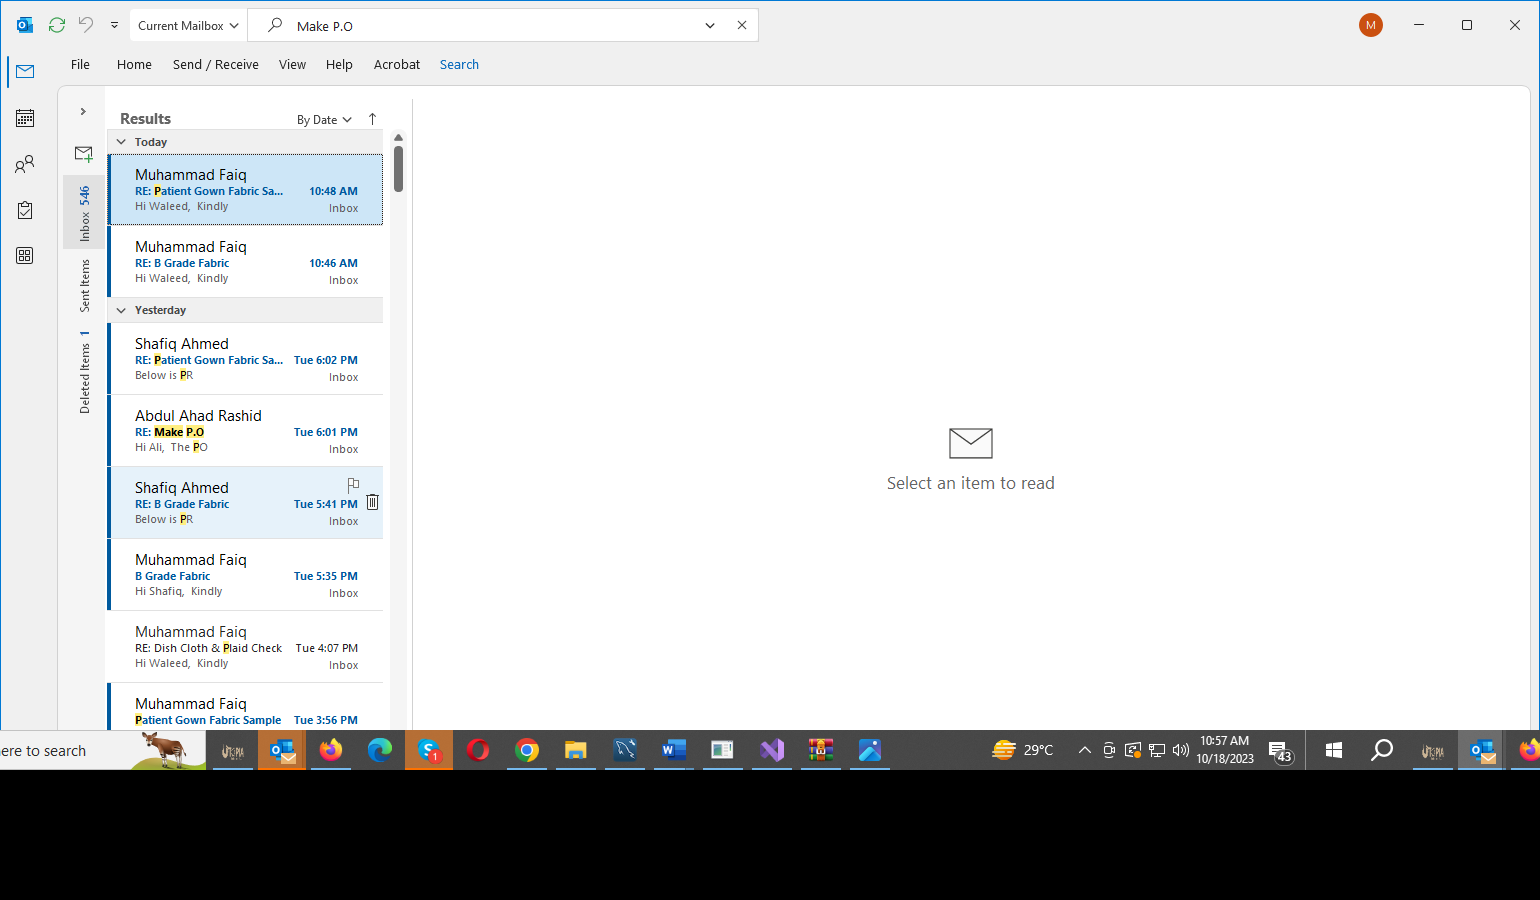 Current Mailbox
Make P.O
M
File Home Send / Receive View Help Acrobat Search
Results
By Date
Today
Muhammad Faiq
RE: Patient Gown Fabric Sa... 10:48 AM
Hi Waleed, Kindly Inbox
Muhammad Faiq
RE: B Grade Fabric 10:46 AM
Hi Waleed, Kindly Inbox
Yesterday
Shafiq Ahmed
RE: Patient Gown Fabric Sa... Tue 6:02 PM
Below is PR Inbox
Abdul Ahad Rashid
RE: Make P.O Tue 6:01 PM
Hi Ali, The PO Inbox
Shafiq Ahmed
RE: B Grade Fabric Tue 5:41 PM
Below is PR Inbox
Muhammad Faiq
B Grade Fabric Tue 5:35 PM
Hi Shafiq, Kindly Inbox
Muhammad Faiq
RE: Dish Cloth & Plaid Check Tue 4:07 PM
Hi Waleed, Kindly Inbox
Muhammad Faiq
Patient Gown Fabric Sample Tue 3:56 PM
Inbox 546
Sent Items
Deleted Items 1
Select an item to read
ere to search
UTOPIA
1
29°C
10:57 AM
10/18/2023
43
UTOPIA